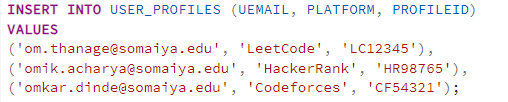 INSERT INTO USER_PROFILES (UEMAIL, PLATFORM, PROFILEID)
VALUES
('om.thanage@somaiya.edu', 'LeetCode', 'LC12345'),
('omik.acharya@somaiya.edu', 'HackerRank', 'HR98765'),
('omkar.dinde@somaiya.edu', 'Codeforces', 'CF54321');